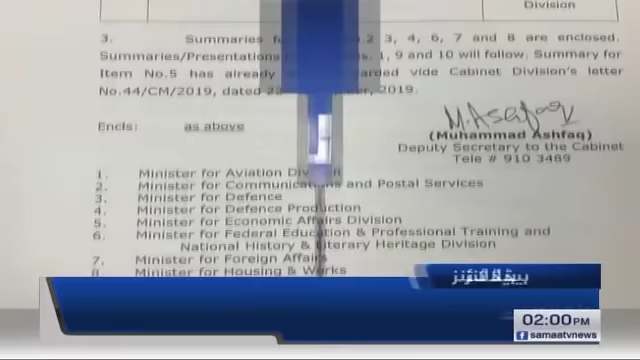 Division
3. Summaries 2 3, 4, 6, 7 and 8 are enclosed.
Summaries/Presentations 1, 9 and 10 will follow. Summary for
Item No.5 has already vide Cabinet Division's letter
No.44/CM/2019, dated 2019.
Encls: as above
M. Ashfaq
(Muhammad Ashfaq)
Deputy Secretary to the Cabinet
Tele # 910 3489
1. Minister for Aviation Division
2. Minister for Communications and Postal Services
3. Minister for Defence
4. Minister for Defence Production
5. Minister for Economic Affairs Division
6. Minister for Federal Education & Professional Training and
National History & Literary Heritage Division
7. Minister for Foreign Affairs
8. Minister for Housing & Works
02:00PM
samaatvnews